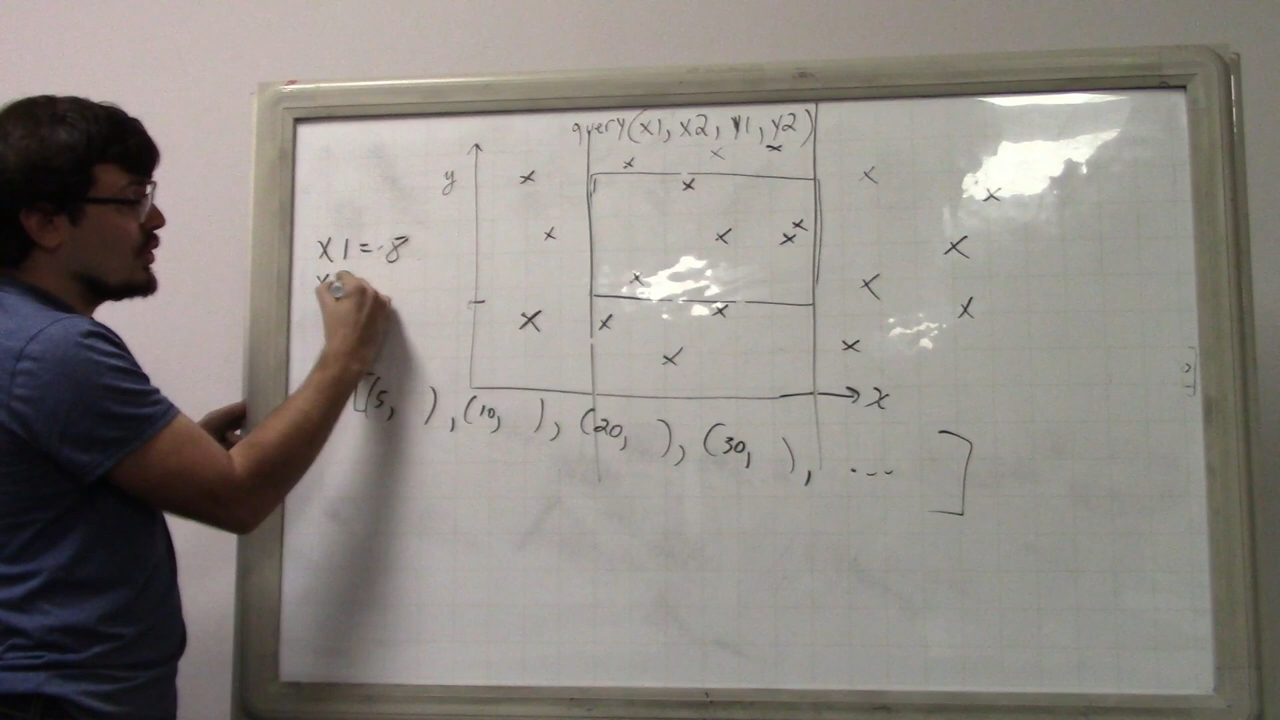 query(x1, x2, y1, y2)
y
x1=8
x
[(5, ), (10, ), (20, ), (30, ), ... ]
x